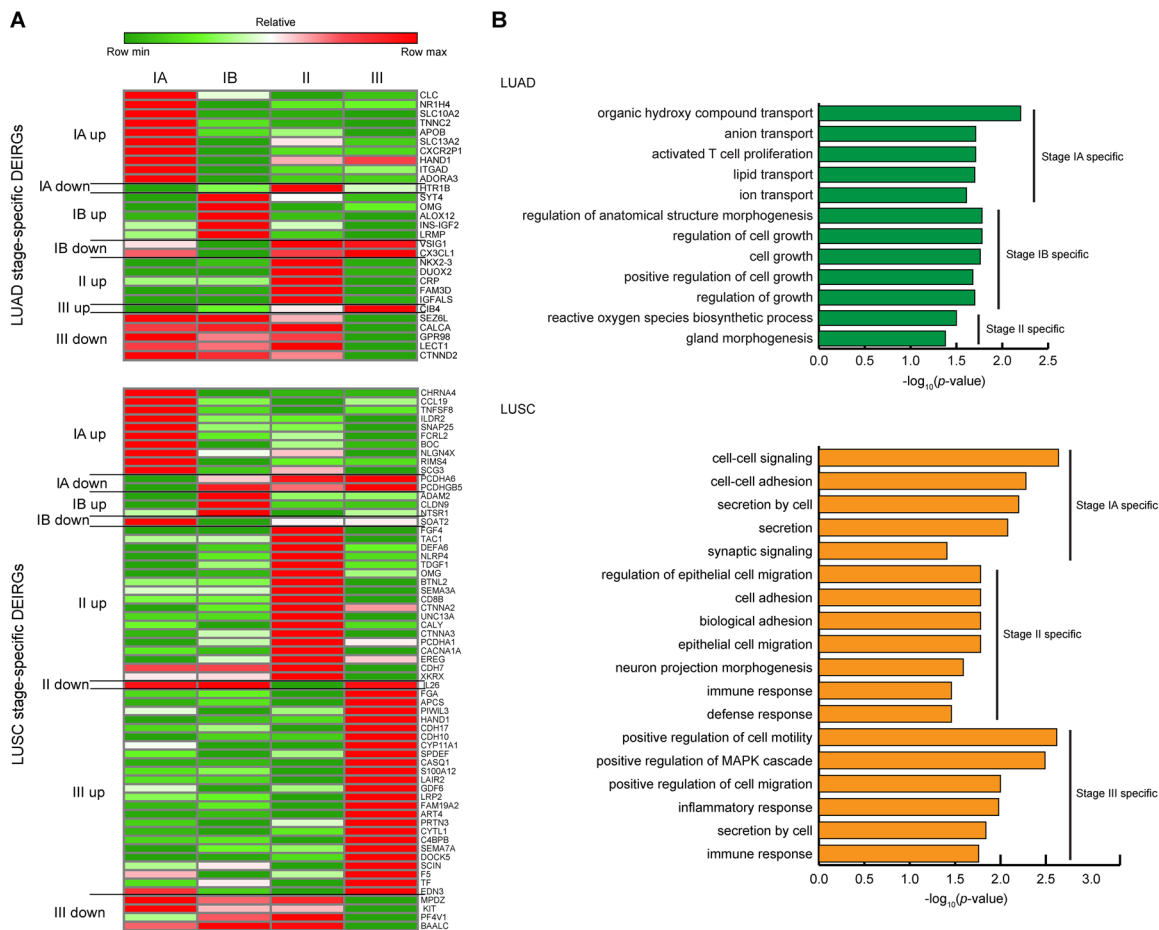 A
Relative
Row min
Row max
IA
IB
II
III
LUAD stage-specific DEIRGs
IA up
IA down
IB up
IB down
II up
III up
III down
CLC
NR1H4
SLC10A2
TNNC2
APOB
SLC13A2
CXCR2P1
HAND1
ITGAD
ADORA3
HTR1B
SYT4
OMG
ALOX12
INS-IGF2
LRMP
VSIG1
CX3CL1
NKX2-3
DUOX2
CRP
FAM3D
IGFALS
CIB4
SEZ6L
CALCA
GPR98
LECT1
CTNND2
LUSC stage-specific DEIRGs
IA up
IA down
IB up
IB down
II up
II down
III up
III down
CHRNA4
CCL19
TNFSF8
ILDR2
SNAP25
FCRL2
BOC
NLGN4X
RIMS4
SCG3
PCDHA6
PCDHGB5
ADAM2
CLDN9
NTSR1
SOAT2
FGF4
TAC1
DEFA6
NLRP4
TDGF1
OMG
BTNL2
SEMA3A
CD8B
CTNNA2
UNC13A
CALY
CTNNA3
PCDHA1
CACNA1A
EREG
CDH7
XKRX
IL26
FGA
APCS
PIWIL3
HAND1
CDH17
CDH10
CYP11A1
SPDEF
CASQ1
S100A12
LAIR2
GDF6
LRP2
FAM19A2
ART4
PRTN3
CYTL1
C4BPB
SEMA7A
DOCK5
SCIN
F5
TF
EDN3
MPDZ
KIT
PF4V1
BAALC
B
LUAD
organic hydroxy compound transport
anion transport
activated T cell proliferation
lipid transport
ion transport
regulation of anatomical structure morphogenesis
regulation of cell growth
cell growth
positive regulation of cell growth
regulation of growth
reactive oxygen species biosynthetic process
gland morphogenesis
Stage IA specific
Stage IB specific
Stage II specific
0.0 0.5 1.0 1.5 2.0 2.5
-log10(p-value)
LUSC
cell-cell signaling
cell-cell adhesion
secretion by cell
secretion
synaptic signaling
regulation of epithelial cell migration
cell adhesion
biological adhesion
epithelial cell migration
neuron projection morphogenesis
immune response
defense response
positive regulation of cell motility
positive regulation of MAPK cascade
positive regulation of cell migration
inflammatory response
secretion by cell
immune response
Stage IA specific
Stage II specific
Stage III specific
0.0 0.5 1.0 1.5 2.0 2.5 3.0
-log10(p-value)